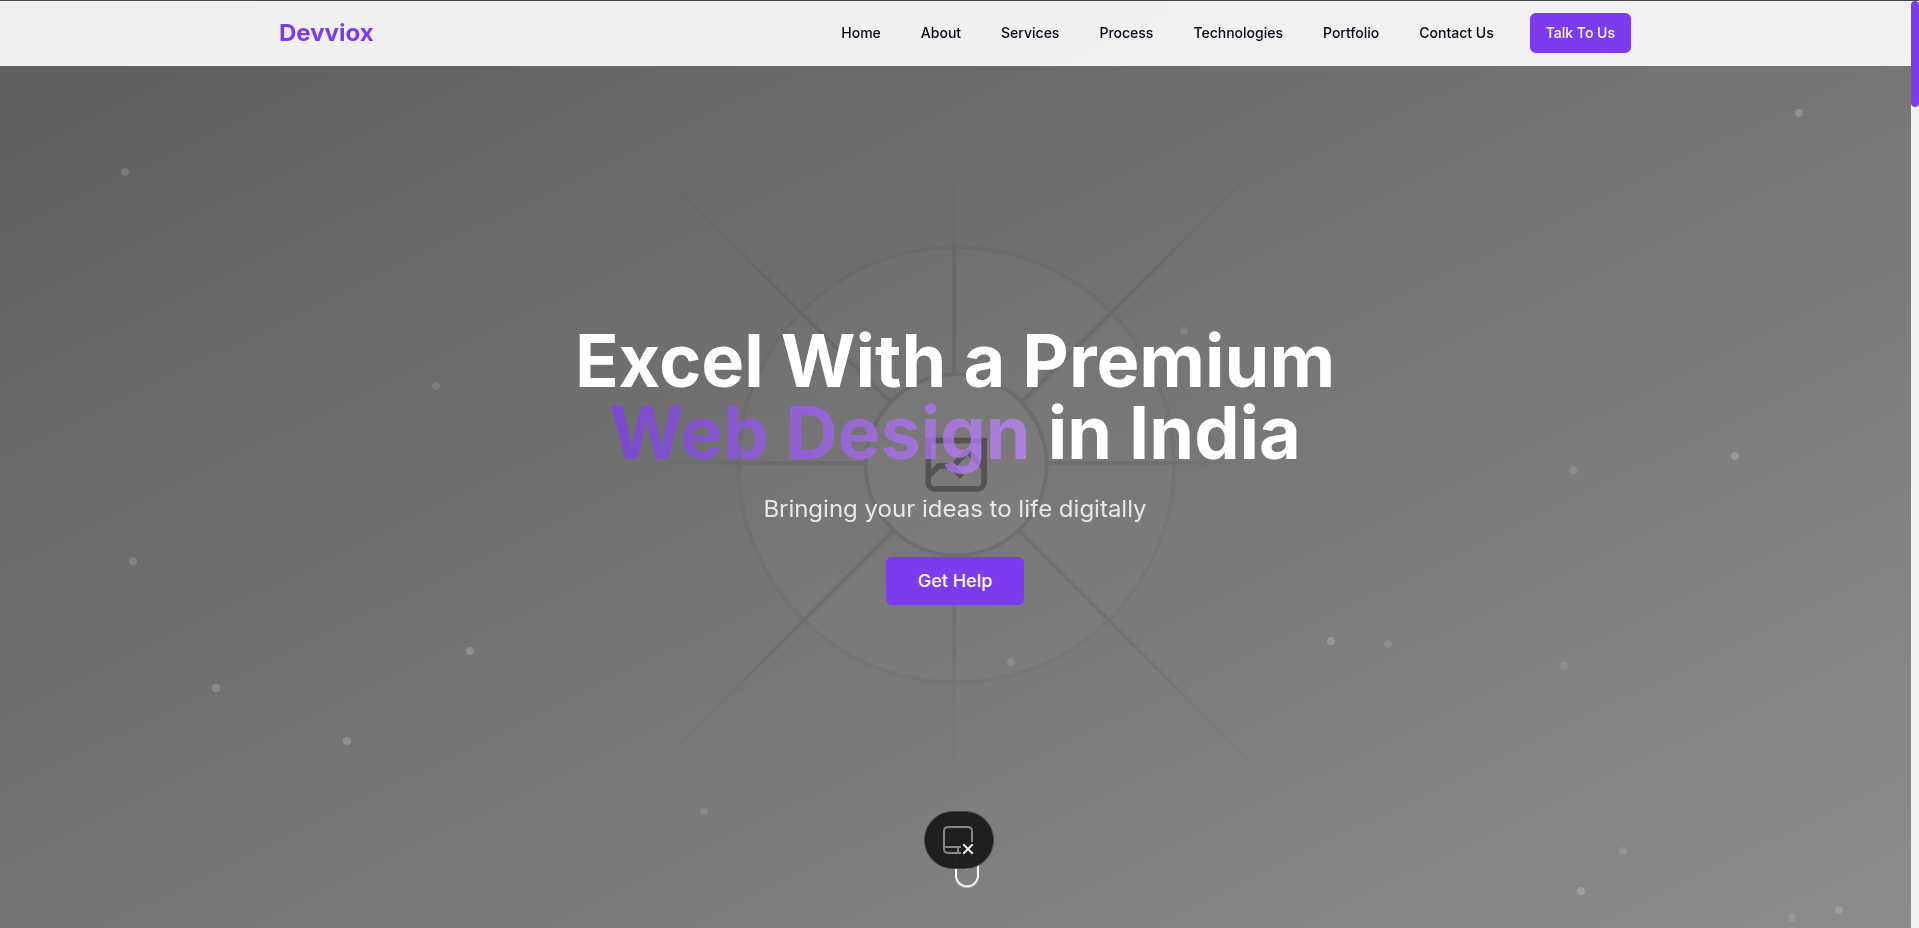 Devviox
Home About Services Process Technologies Portfolio Contact Us Talk To Us
Excel With a Premium
Web Design in India
Bringing your ideas to life digitally
Get Help